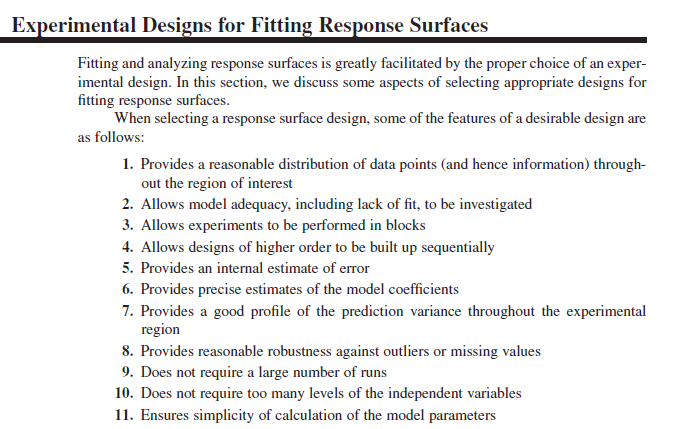 Experimental Designs for Fitting Response Surfaces
Fitting and analyzing response surfaces is greatly facilitated by the proper choice of an exper-
imental design. In this section, we discuss some aspects of selecting appropriate designs for
fitting response surfaces.
When selecting a response surface design, some of the features of a desirable design are
as follows:
1. Provides a reasonable distribution of data points (and hence information) through-
out the region of interest
2. Allows model adequacy, including lack of fit, to be investigated
3. Allows experiments to be performed in blocks
4. Allows designs of higher order to be built up sequentially
5. Provides an internal estimate of error
6. Provides precise estimates of the model coefficients
7. Provides a good profile of the prediction variance throughout the experimental
region
8. Provides reasonable robustness against outliers or missing values
9. Does not require a large number of runs
10. Does not require too many levels of the independent variables
11. Ensures simplicity of calculation of the model parameters